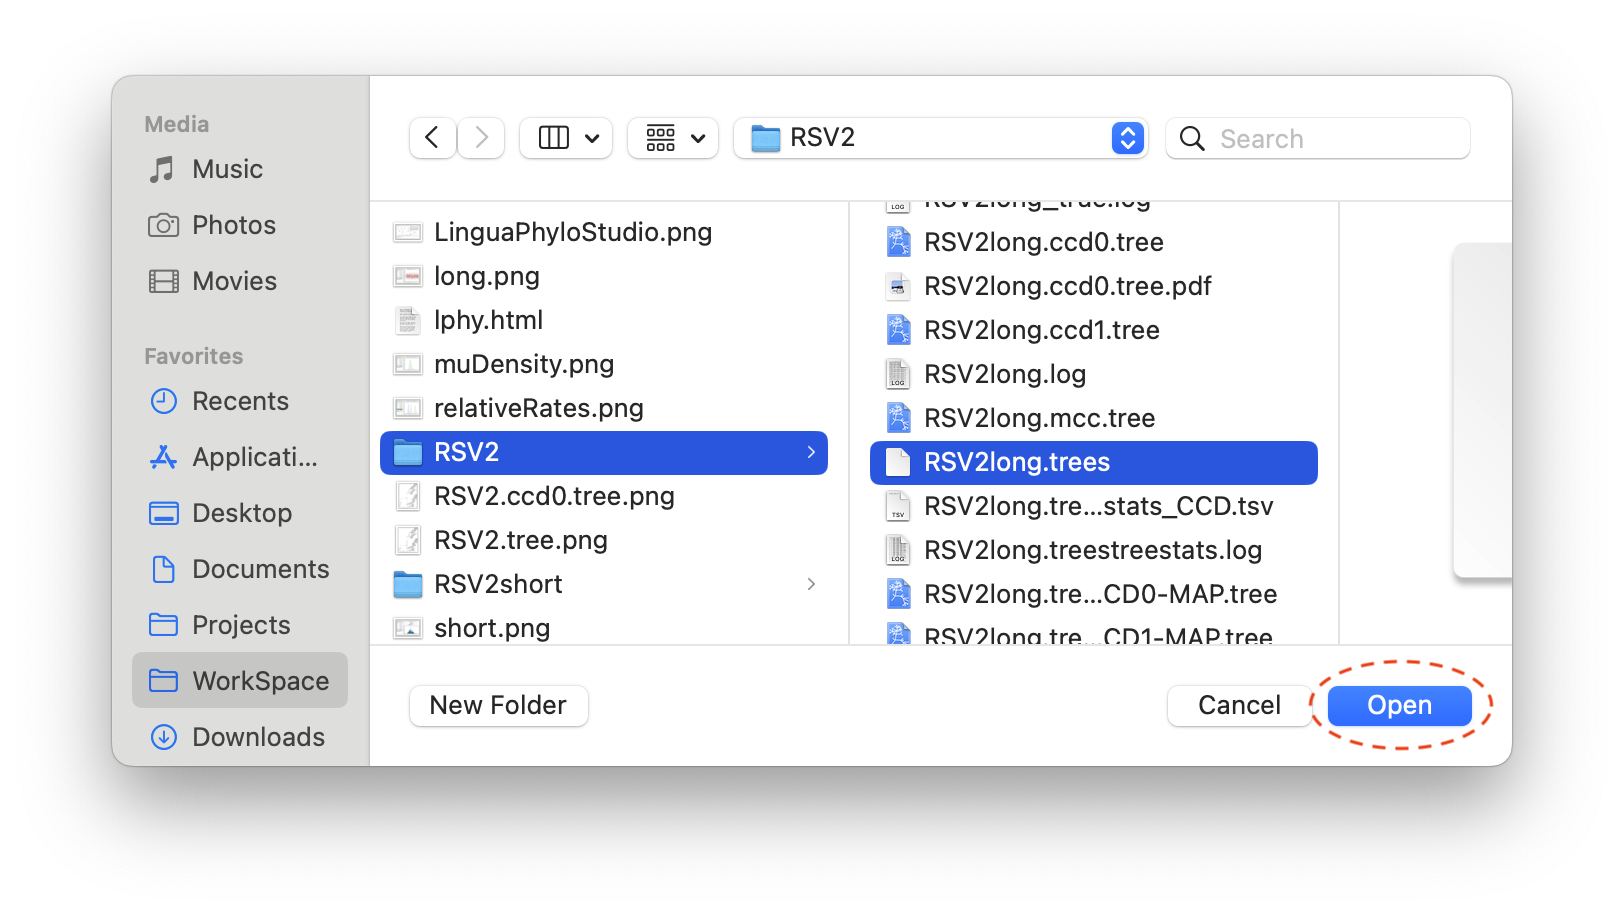 Media
Music
Photos
Movies
Favorites
Recents
Applicati...
Desktop
Documents
Projects
WorkSpace
Downloads
RSV2
Search
LinguaPhyloStudio.png
long.png
lphy.html
muDensity.png
relativeRates.png
RSV2
RSV2.ccd0.tree.png
RSV2.tree.png
RSV2short
short.png
RSV2long_true.log
RSV2long.ccd0.tree
RSV2long.ccd0.tree.pdf
RSV2long.ccd1.tree
RSV2long.log
RSV2long.mcc.tree
RSV2long.trees
RSV2long.tre...stats_CCD.tsv
RSV2long.treestreestats.log
RSV2long.tre...CD0-MAP.tree
RSV2long.tre...CD1-MAP.tree
New Folder
Cancel
Open